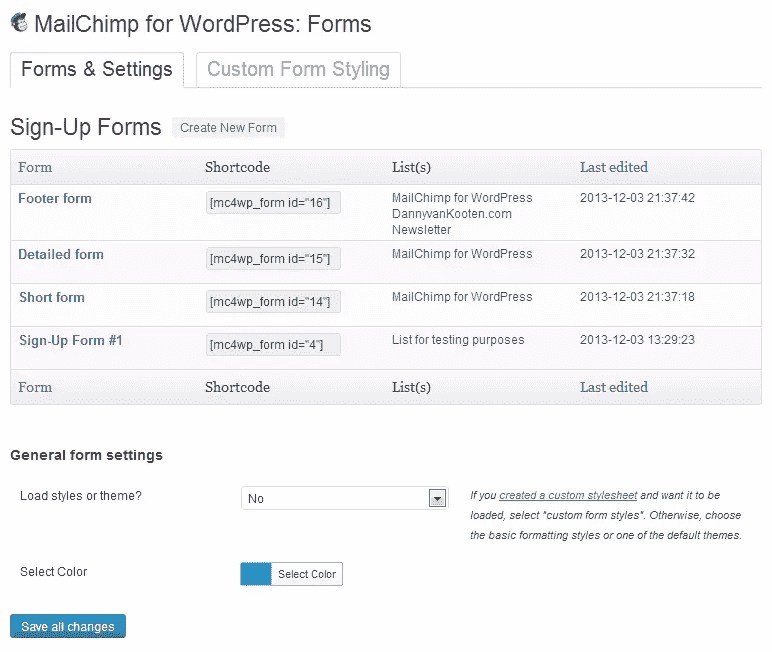 MailChimp for WordPress: Forms
Forms & Settings
Custom Form Styling
Sign-Up Forms
Create New Form
Form Shortcode List(s) Last edited
Footer form [mc4wp_form id="16"] MailChimp for WordPress 2013-12-03 21:37:42
DannyvanKooten.com
Newsletter
Detailed form [mc4wp_form id="15"] MailChimp for WordPress 2013-12-03 21:37:32
Short form [mc4wp_form id="14"] MailChimp for WordPress 2013-12-03 21:37:18
Sign-Up Form #1 [mc4wp_form id="4"] List for testing purposes 2013-12-03 13:29:23
Form Shortcode List(s) Last edited
General form settings
Load styles or theme? No
If you created a custom stylesheet and want it to be
loaded, select "custom form styles". Otherwise, choose
the basic formatting styles or one of the default themes.
Select Color Select Color
Save all changes